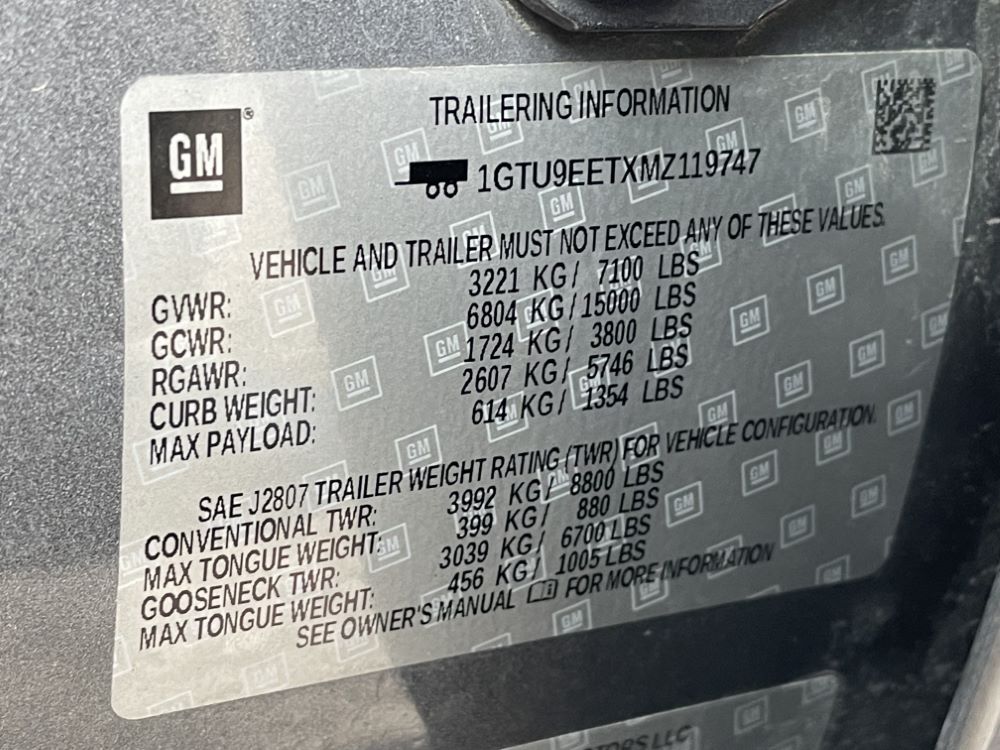 GM®
TRAILERING INFORMATION
1GTU9EETXMZ119747
VEHICLE AND TRAILER MUST NOT EXCEED ANY OF THESE VALUES.
GVWR: 3221 KG/ 7100 LBS
GCWR: 6804 KG/15000 LBS
RGAWR: 1724 KG/ 3800 LBS
CURB WEIGHT: 2607 KG/ 5746 LBS
MAX PAYLOAD: 614 KG/ 1354 LBS
SAE J2807 TRAILER WEIGHT RATING (TWR) FOR VEHICLE CONFIGURATION.
CONVENTIONAL TWR: 3992 KG/ 8800 LBS
MAX TONGUE WEIGHT: 399 KG/ 880 LBS
GOOSENECK TWR: 3039 KG/ 6700 LBS
MAX TONGUE WEIGHT: 456 KG/ 1005 LBS
SEE OWNER'S MANUAL FOR MORE INFORMATION
LLC